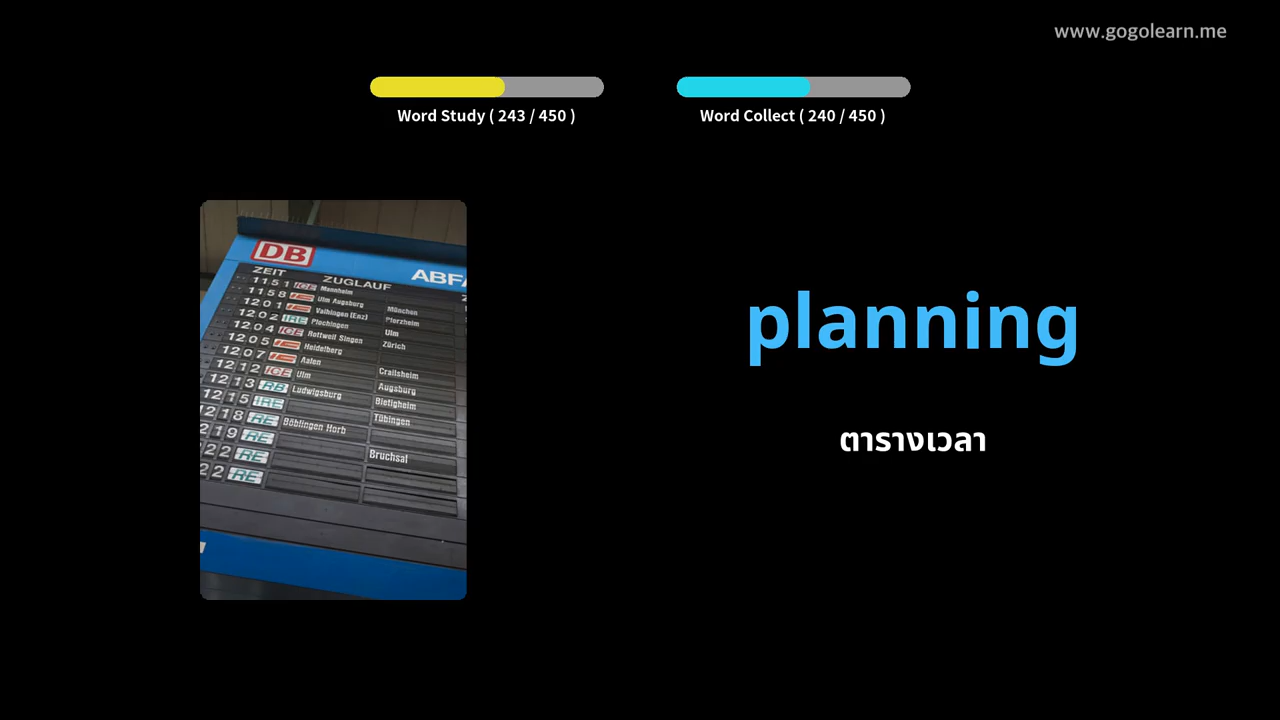 www.gogolearn.me
Word Study ( 243 / 450 )
Word Collect ( 240 / 450 )
DB
ZEIT ZUGLAUF ABFA
1151 ICE Mannheim
1158 Ulm Augsburg München
1201 Vaihingen (Enz) Pforzheim
1202 IRE Plochingen Ulm
1204 ICE Rottweil Singen Zürich
1205 Heidelberg
1207 Aalen Crailsheim
1212 ICE Ulm Augsburg
1213 RB Ludwigsburg Bietigheim
1215 IRE Tübingen
1218 RE Böblingen Horb
219 RE
22 RE Bruchsal
22 RE
planning
ตารางเวลา